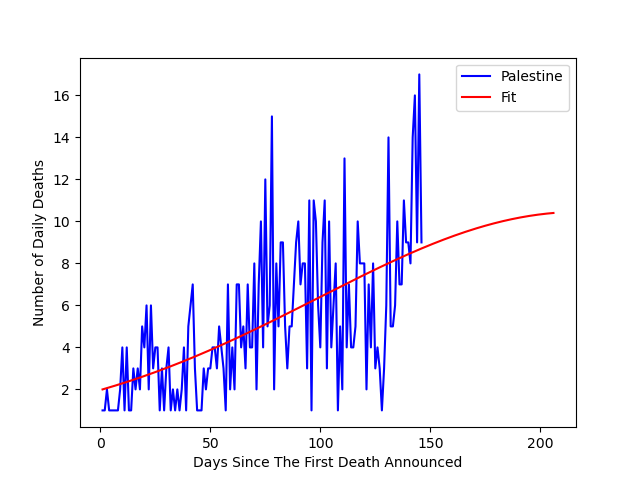 Palestine
Fit
16
14
12
10
8
6
4
2
Number of Daily Deaths
0 50 100 150 200
Days Since The First Death Announced